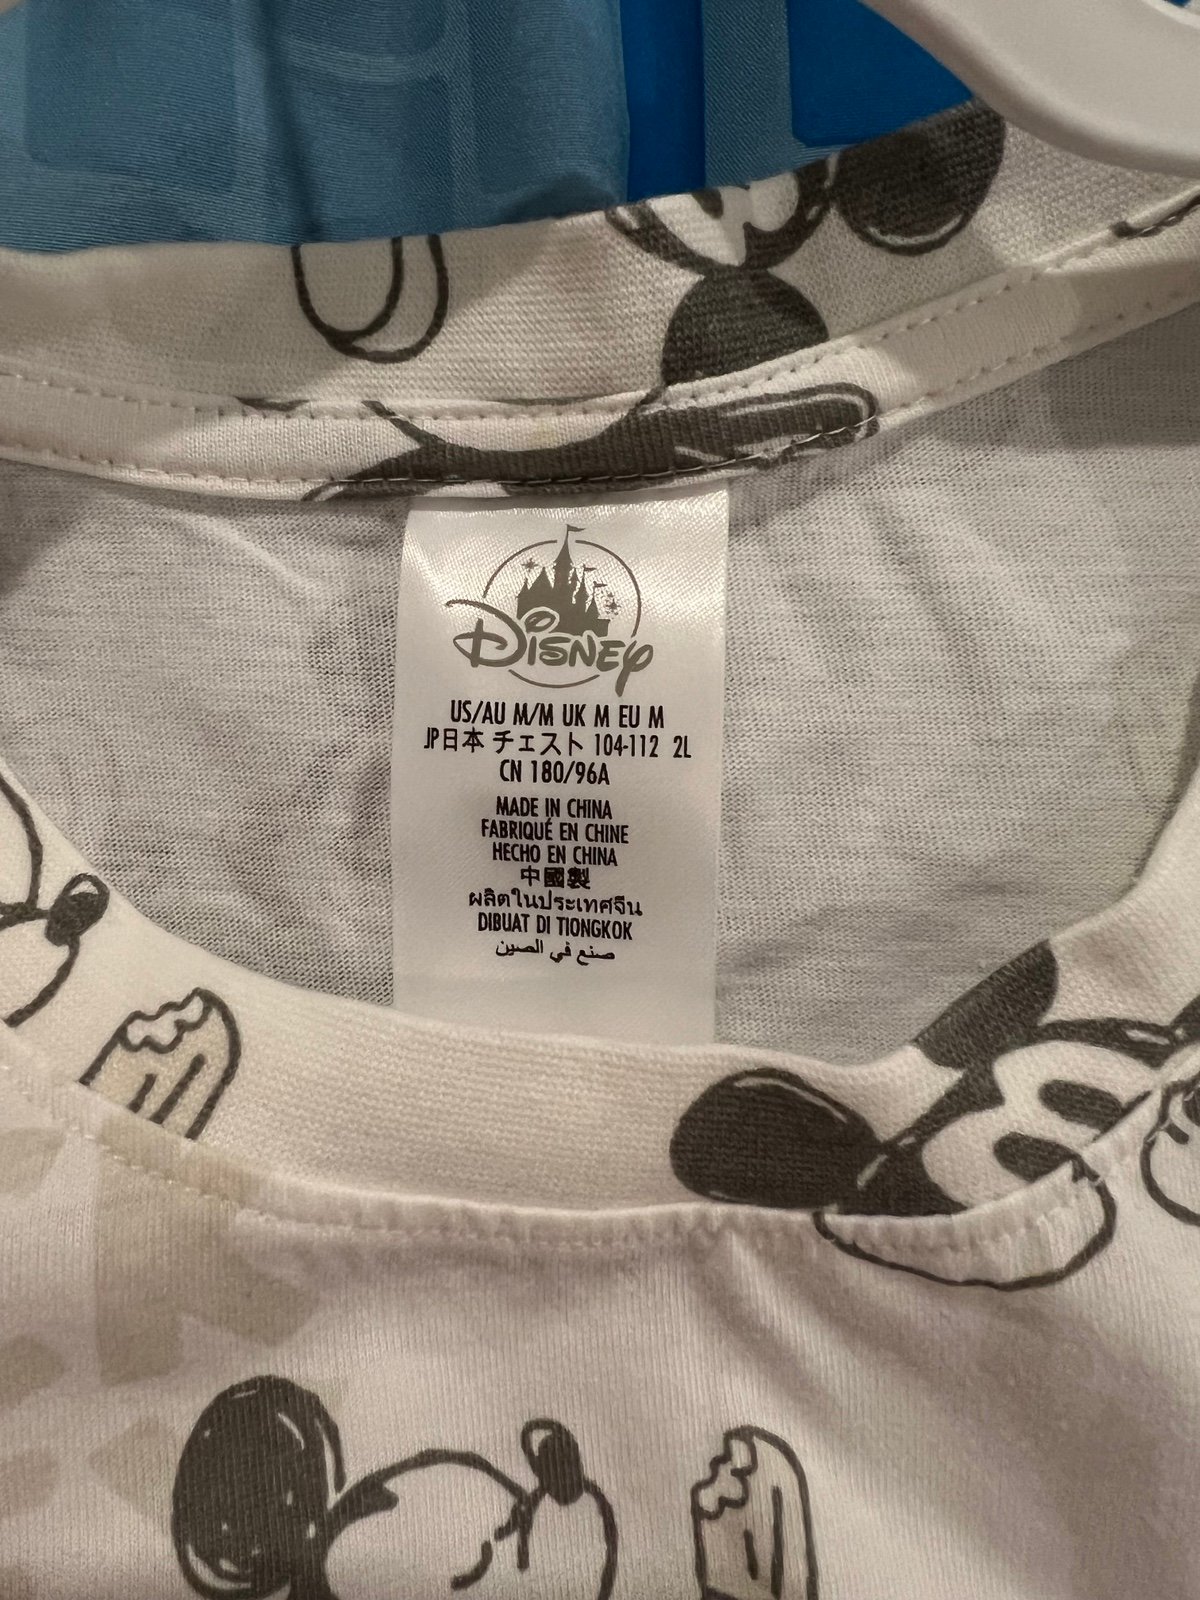 Disney
US/AU M/M UK M EU M
JP日本 チェスト 104-112 2L
CN 180/96A
MADE IN CHINA
FABRIQUÉ EN CHINE
HECHO EN CHINA
中國製
ผลิตในประเทศจีน
DIBUAT DI TIONGKOK
صنع في الصين